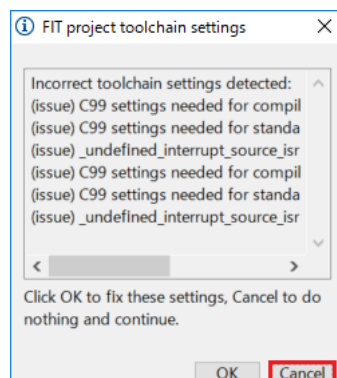 FIT project toolchain settings
Incorrect toolchain settings detected:
(issue) C99 settings needed for compil
(issue) C99 settings needed for standa
(issue) _undefined_interrupt_source_isr
(issue) C99 settings needed for compil
(issue) C99 settings needed for standa
(issue) _undefined_interrupt_source_isr
Click OK to fix these settings, Cancel to do
nothing and continue.
OK Cancel